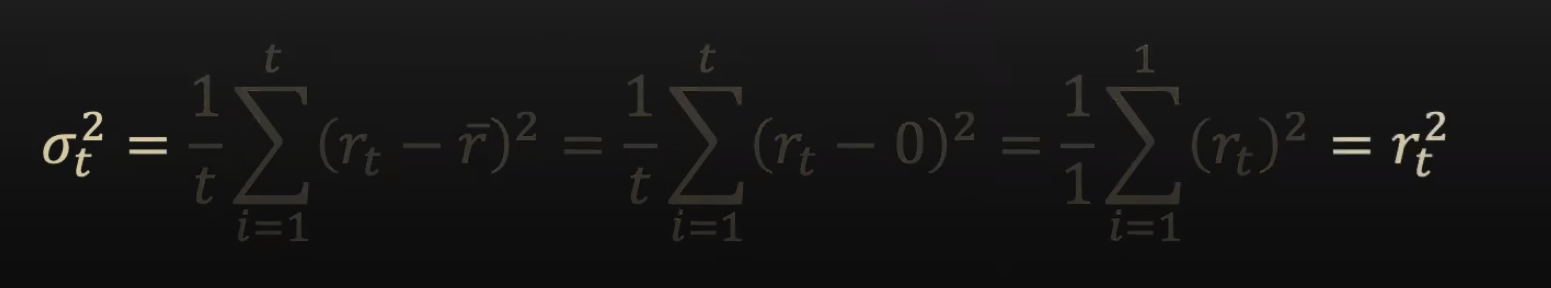 σ_t^2 = \frac{1}{t} \sum_{i=1}^{t} (r_t − \bar{r})^2 = \frac{1}{t} \sum_{i=1}^{t} (r_t − 0)^2 = \frac{1}{1} \sum_{i=1}^{1} (r_t)^2 = r_t^2